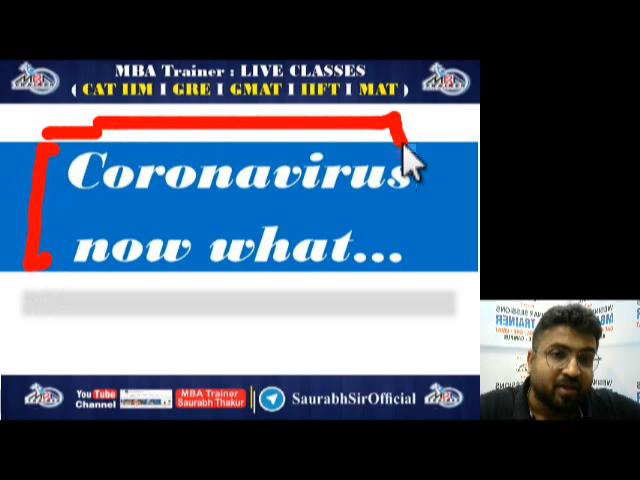 MBA Trainer : LIVE CLASSES
( CAT IIM I GRE I GMAT I IIFT I MAT )
Coronavirus
now what...
YouTube
Channel
MBA Trainer
Saurabh Thakur
SaurabhSirOfficial
TRAINER